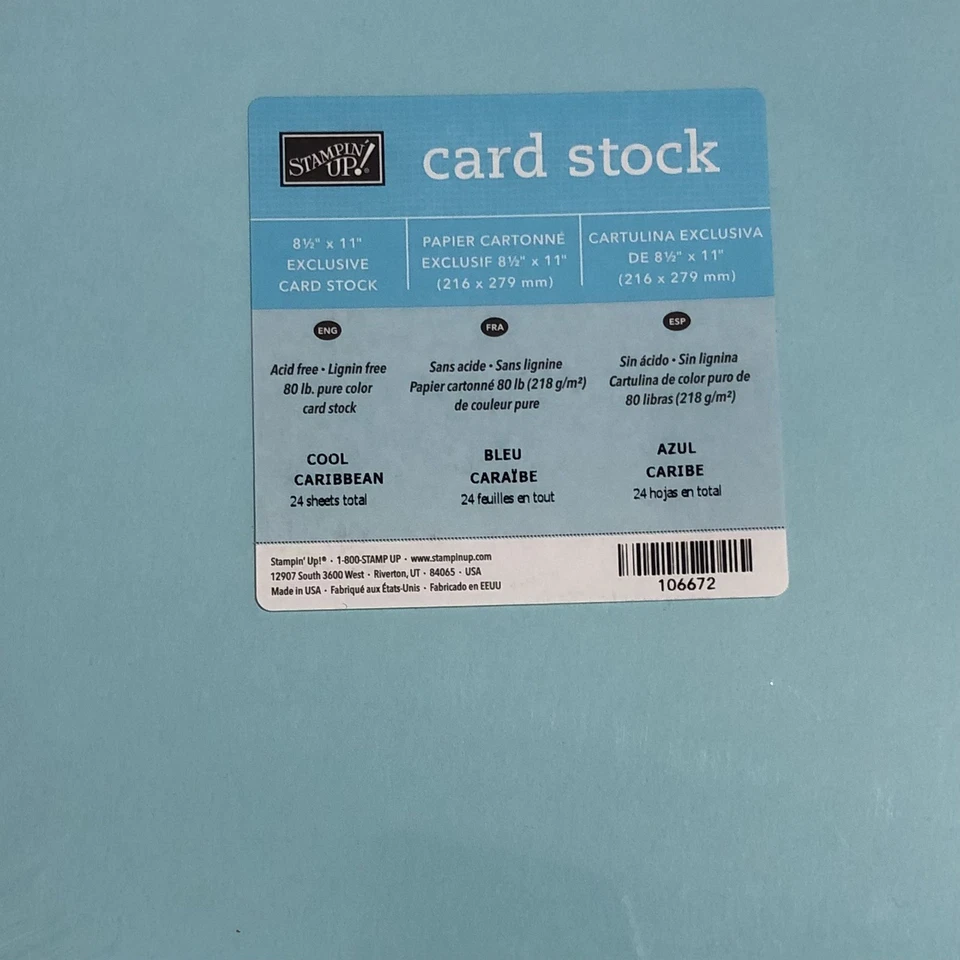 STAMPIN' UP!
card stock
8½" x 11"
EXCLUSIVE
CARD STOCK
PAPIER CARTONNÉ
EXCLUSIF 8½" x 11"
(216 x 279 mm)
CARTULINA EXCLUSIVA
DE 8½" x 11"
(216 x 279 mm)
ENG
Acid free • Lignin free
80 lb. pure color
card stock
COOL
CARIBBEAN
24 sheets total
FRA
Sans acide • Sans lignine
Papier cartonné 80 lb (218 g/m²)
de couleur pure
BLEU
CARAÏBE
24 feuilles en tout
ESP
Sin ácido • Sin lignina
Cartulina de color puro de
80 libras (218 g/m²)
AZUL
CARIBE
24 hojas en total
Stampin' Up!® · 1-800-STAMP UP · www.stampinup.com
12907 South 3600 West · Riverton, UT · 84065 · USA
Made in USA · Fabriqué aux États-Unis · Fabricado en EEUU
106672